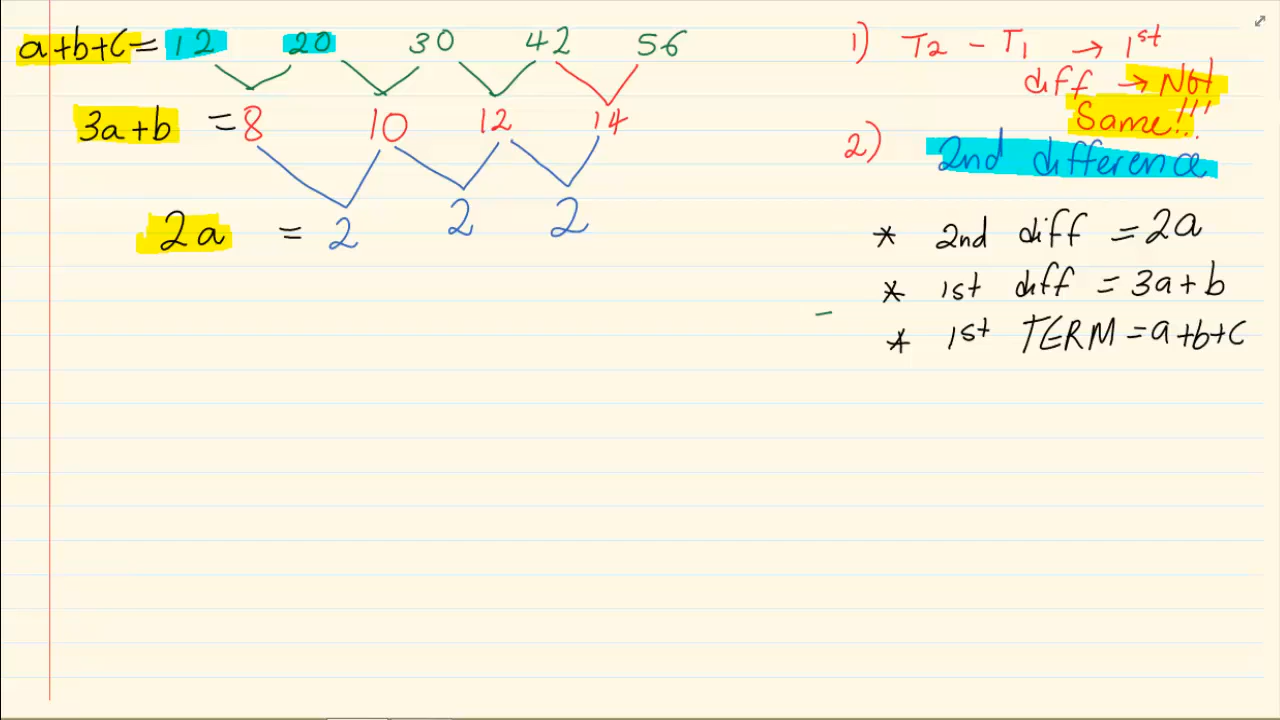 a+b+c= 12 20 30 42 56
3a+b = 8 10 12 14
2a = 2 2 2
1) T2 - T1 → 1st
diff → Not
Same!!!
2) 2nd difference
* 2nd diff = 2a
* 1st diff = 3a+b
* 1st TERM = a+b+c